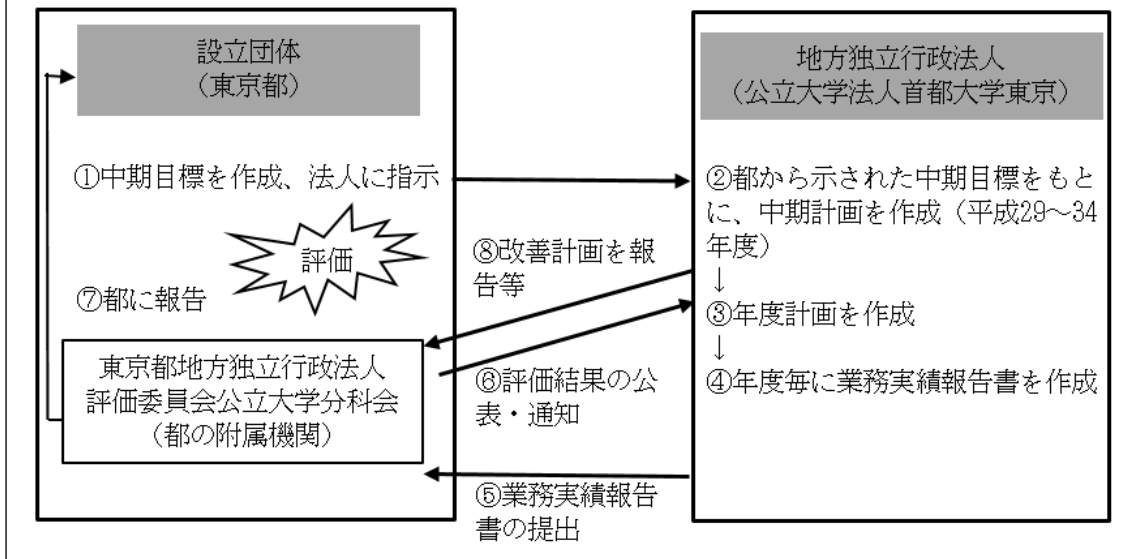 設立団体
（東京都）
①中期目標を作成、法人に指示
評価
⑦都に報告
東京都地方独立行政法人
評価委員会公立大学分科会
（都の附属機関）
⑧改善計画を報
告等
⑥評価結果の公
表・通知
⑤業務実績報告
書の提出
地方独立行政法人
（公立大学法人首都大学東京）
②都から示された中期目標をもと
に、中期計画を作成（平成29～34
年度）
↓
③年度計画を作成
↓
④年度毎に業務実績報告書を作成